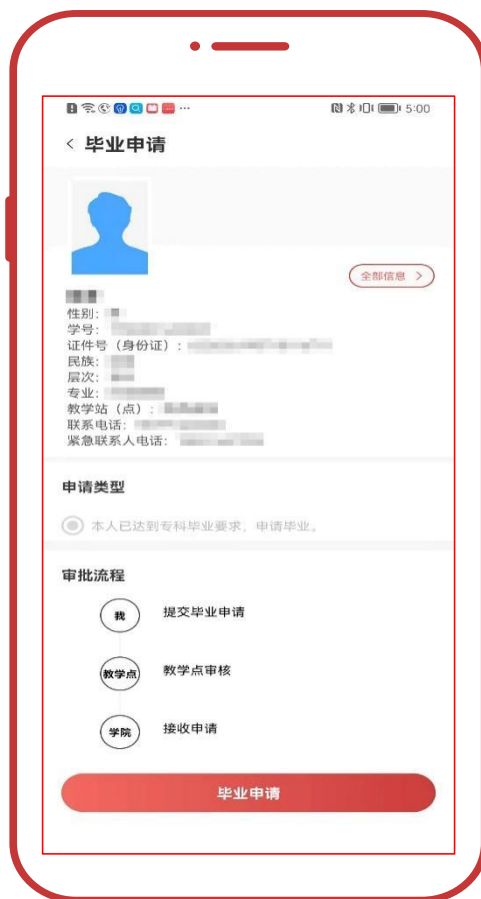 5:00
< 毕业申请
全部信息 >
性别:
学号:
证件号（身份证）:
民族:
层次:
专业:
教学站（点）:
联系电话:
紧急联系人电话:
申请类型
本人已达到专科毕业要求，申请毕业。
审批流程
我 提交毕业申请
教学点 教学点审核
学院 接收申请
毕业申请